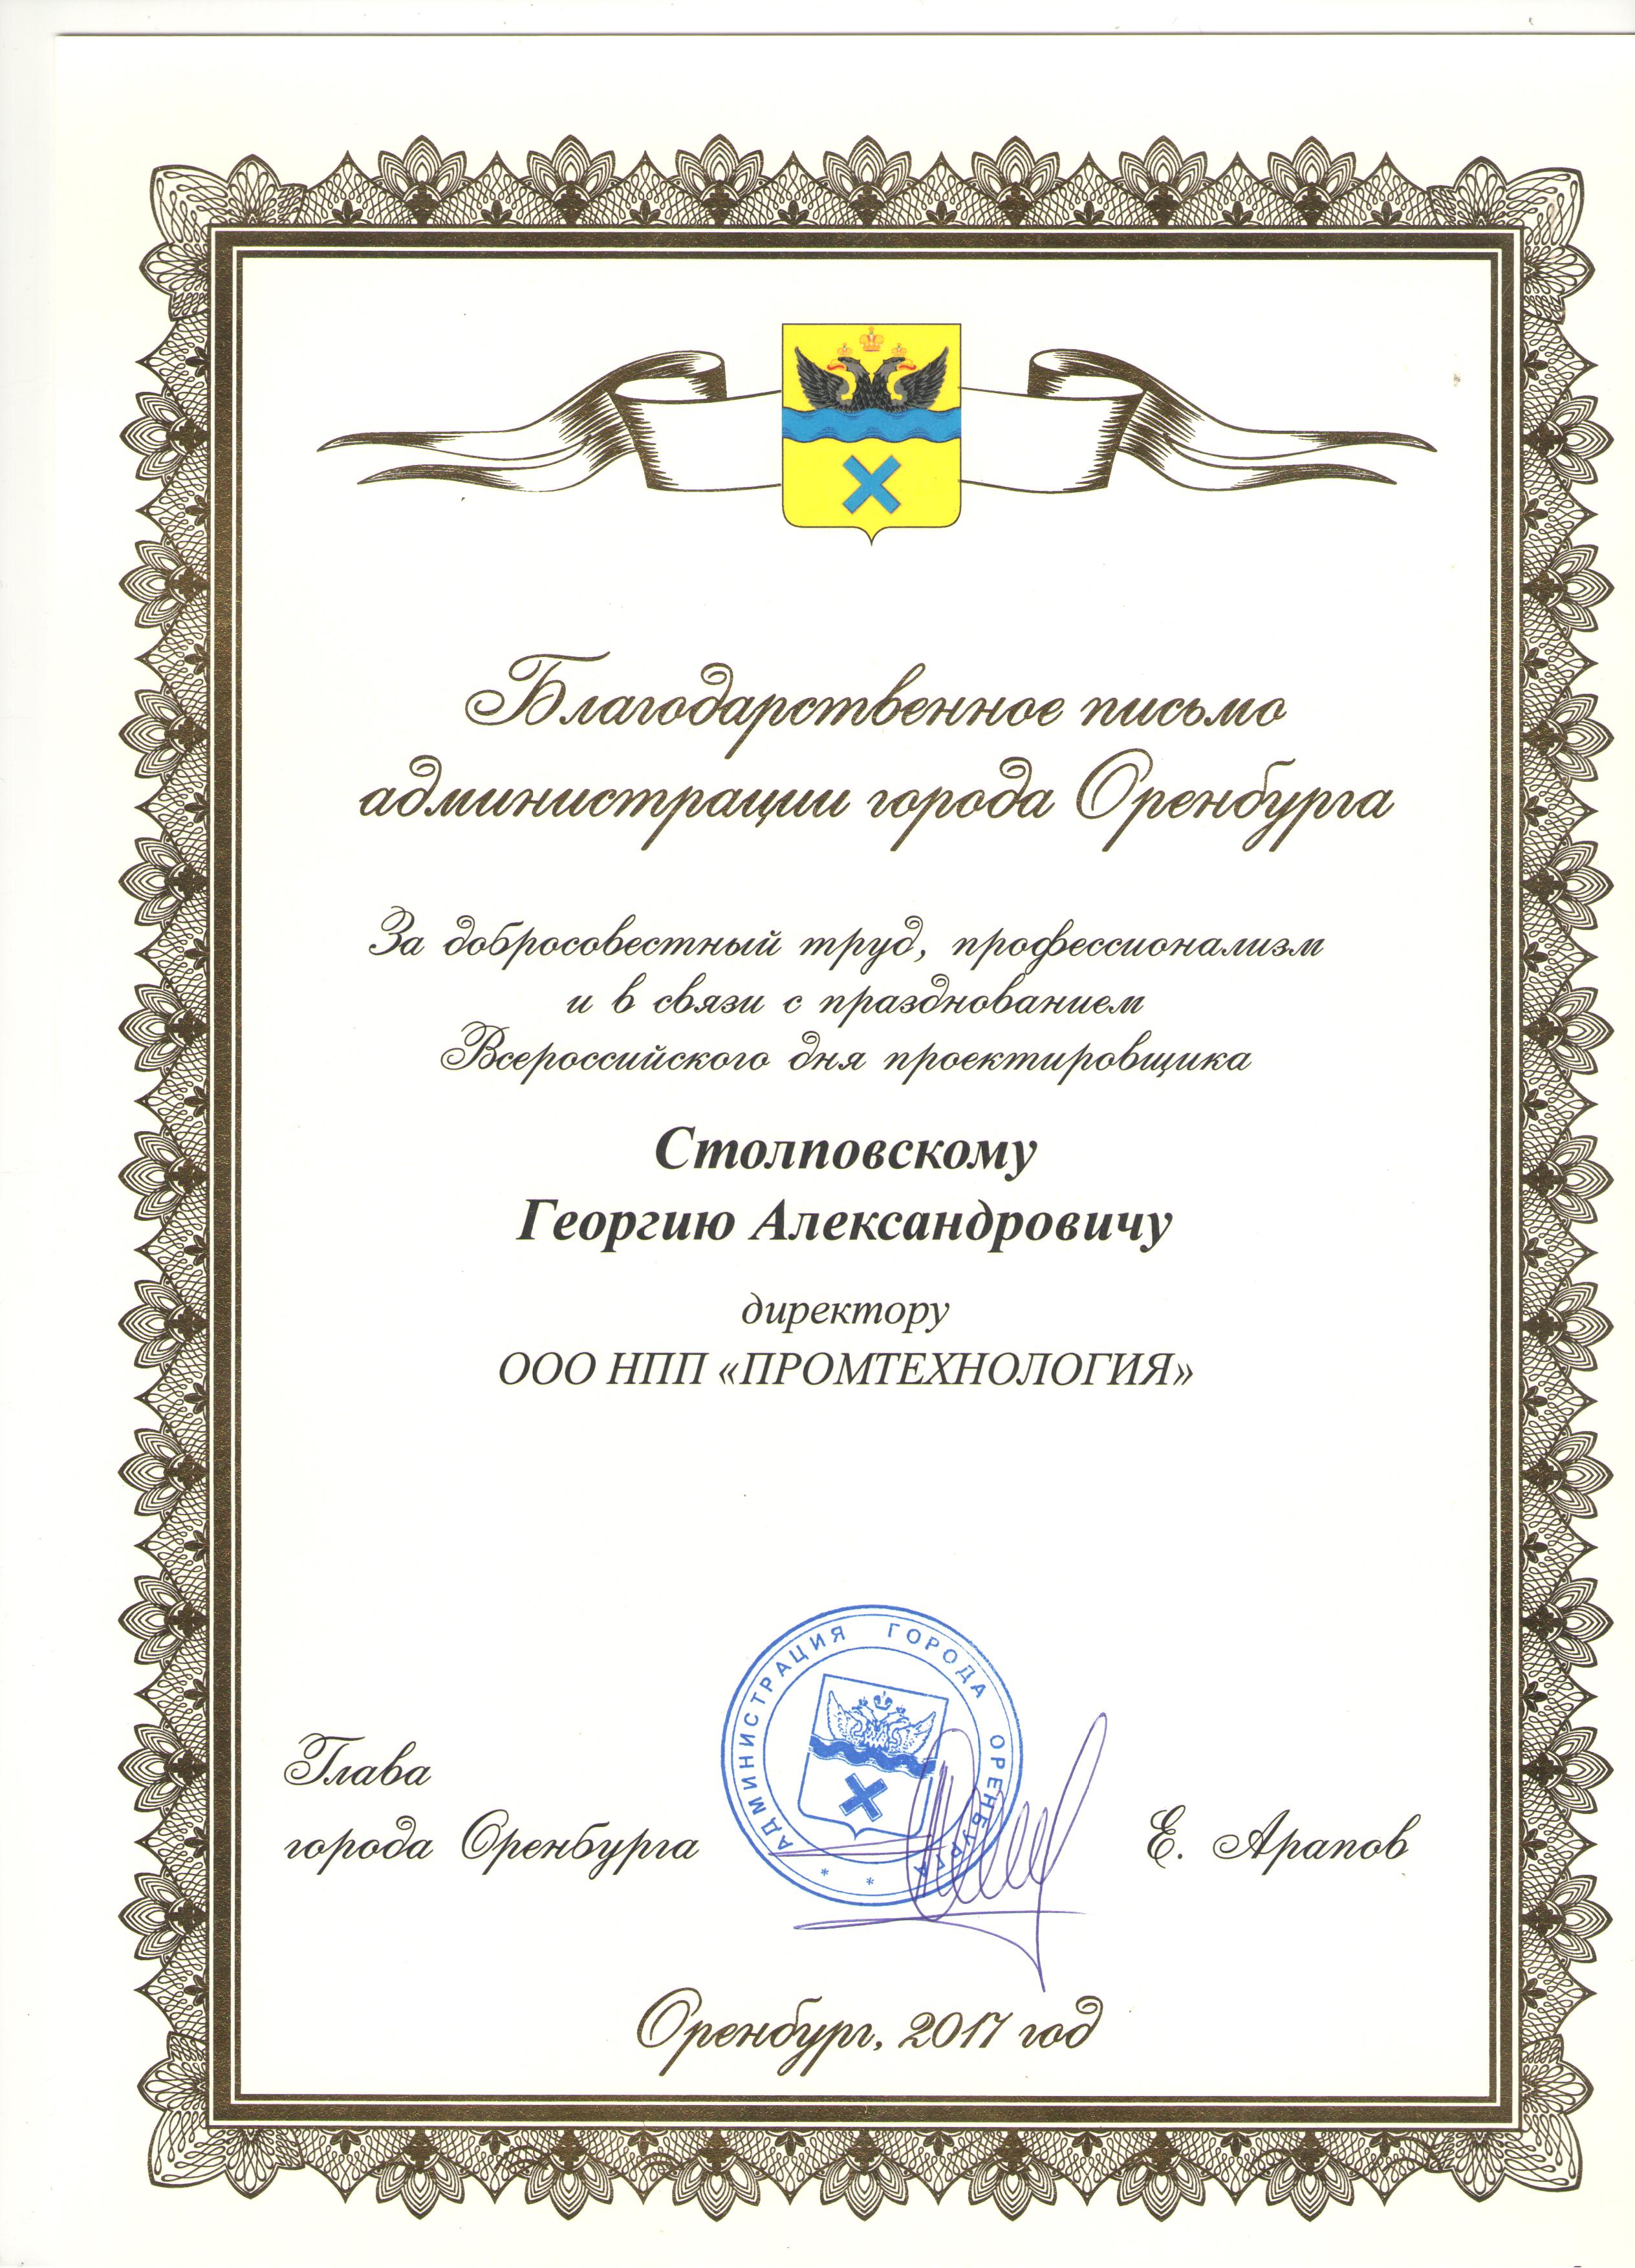 Благодарственное письмо
администрации города Оренбурга
За добросовестный труд, профессионализм
и в связи с празднованием
Всероссийского дня проектировщика
Столповскому
Георгию Александровичу
директору
ООО НПП «ПРОМТЕХНОЛОГИЯ»
АДМИНИСТРАЦИЯ ГОРОДА ОРЕНБУРГА
Глава
города Оренбурга
Е. Арапов
Оренбург, 2017 год